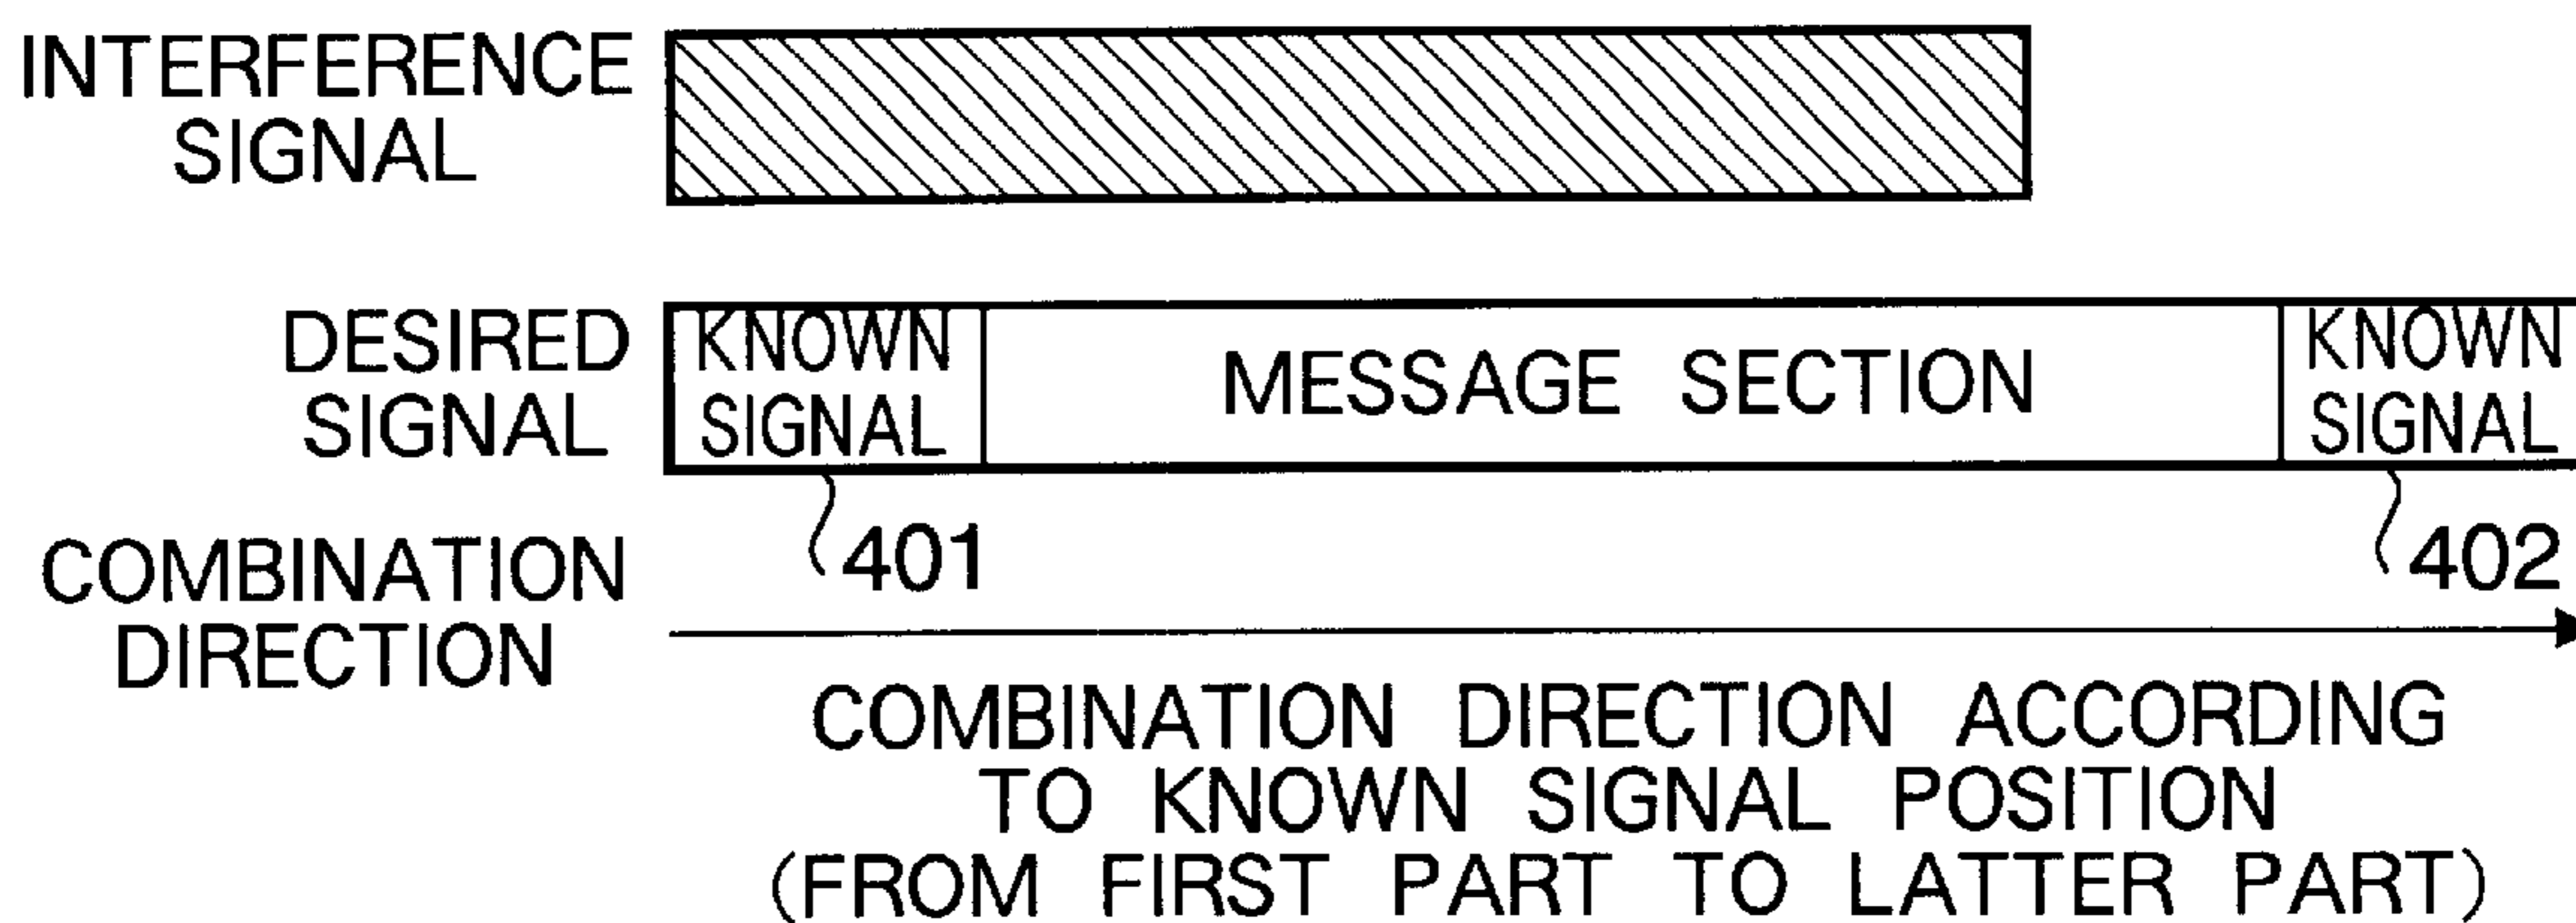 INTERFERENCE
SIGNAL
DESIRED
SIGNAL
KNOWN
SIGNAL
MESSAGE SECTION
KNOWN
SIGNAL
401
402
COMBINATION
DIRECTION
COMBINATION DIRECTION ACCORDING
TO KNOWN SIGNAL POSITION
(FROM FIRST PART TO LATTER PART)